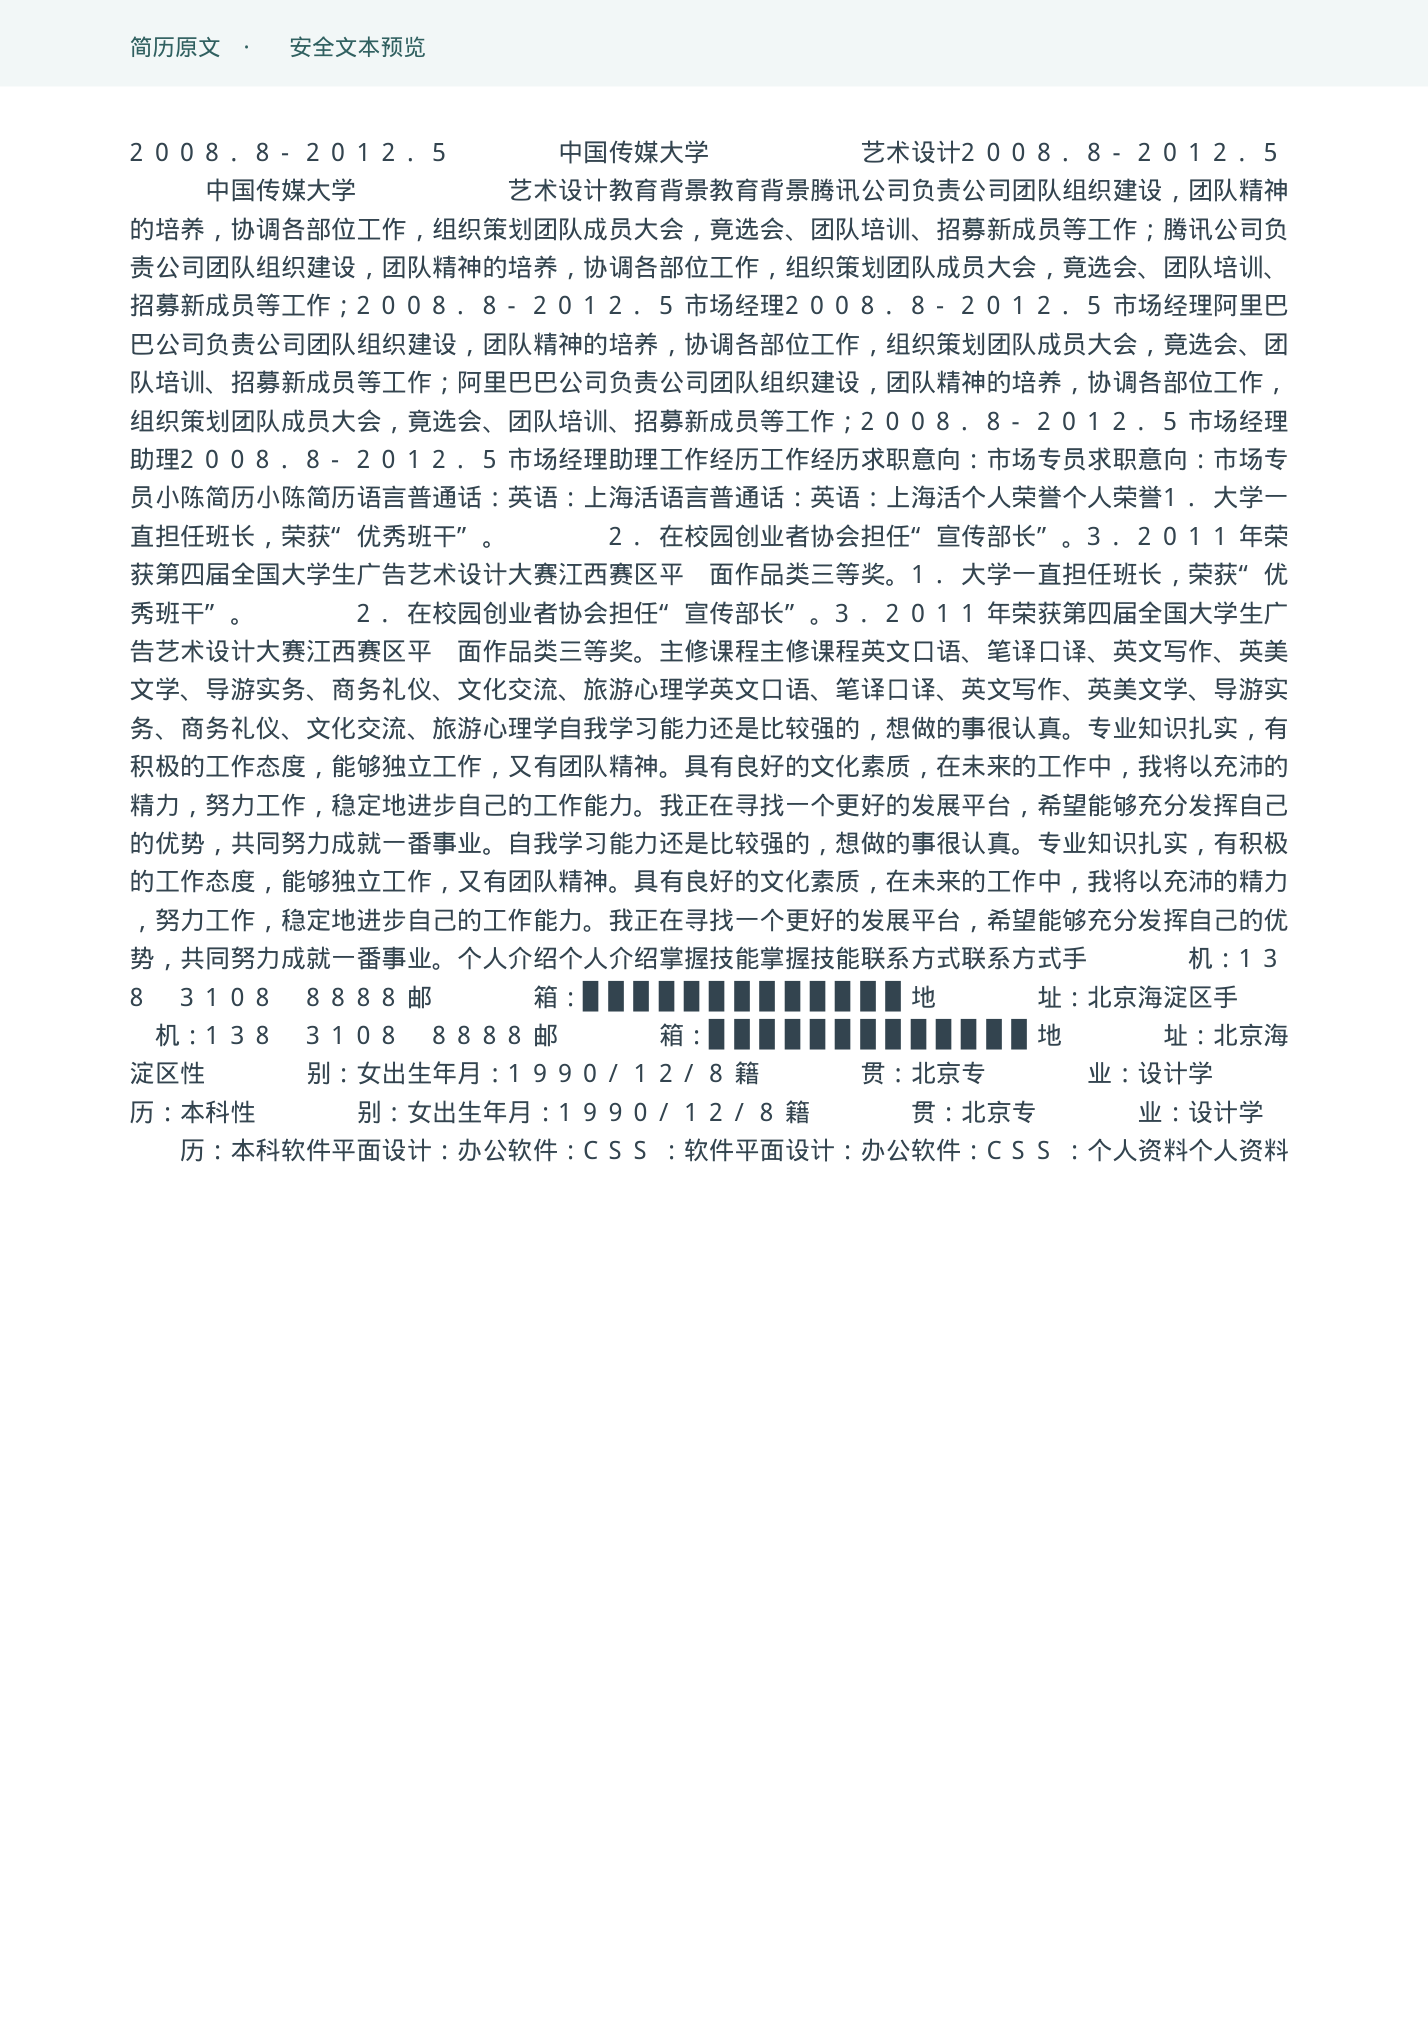 简历原文 · 安全文本预览
2008.8-2012.5 中国传媒大学 艺术设计2008.8-2012.5
中国传媒大学 艺术设计教育背景教育背景腾讯公司负责公司团队组织建设，团队精神
的培养，协调各部位工作，组织策划团队成员大会，竟选会、团队培训、招募新成员等工作；腾讯公司负
责公司团队组织建设，团队精神的培养，协调各部位工作，组织策划团队成员大会，竟选会、团队培训、
招募新成员等工作；2008.8-2012.5市场经理2008.8-2012.5市场经理阿里巴
巴公司负责公司团队组织建设，团队精神的培养，协调各部位工作，组织策划团队成员大会，竟选会、团
队培训、招募新成员等工作；阿里巴巴公司负责公司团队组织建设，团队精神的培养，协调各部位工作，
组织策划团队成员大会，竟选会、团队培训、招募新成员等工作；2008.8-2012.5市场经理
助理2008.8-2012.5市场经理助理工作经历工作经历求职意向：市场专员求职意向：市场专
员小陈简历小陈简历语言普通话：英语：上海活语言普通话：英语：上海活个人荣誉个人荣誉1. 大学一
直担任班长，荣获“优秀班干”。 2. 在校园创业者协会担任“宣传部长”。3.2011年荣
获第四届全国大学生广告艺术设计大赛江西赛区平 面作品类三等奖。1. 大学一直担任班长，荣获“优
秀班干”。 2. 在校园创业者协会担任“宣传部长”。3.2011年荣获第四届全国大学生广
告艺术设计大赛江西赛区平 面作品类三等奖。主修课程主修课程英文口语、笔译口译、英文写作、英美
文学、导游实务、商务礼仪、文化交流、旅游心理学英文口语、笔译口译、英文写作、英美文学、导游实
务、商务礼仪、文化交流、旅游心理学自我学习能力还是比较强的，想做的事很认真。专业知识扎实，有
积极的工作态度，能够独立工作，又有团队精神。具有良好的文化素质，在未来的工作中，我将以充沛的
精力，努力工作，稳定地进步自己的工作能力。我正在寻找一个更好的发展平台，希望能够充分发挥自己
的优势，共同努力成就一番事业。自我学习能力还是比较强的，想做的事很认真。专业知识扎实，有积极
的工作态度，能够独立工作，又有团队精神。具有良好的文化素质，在未来的工作中，我将以充沛的精力
，努力工作，稳定地进步自己的工作能力。我正在寻找一个更好的发展平台，希望能够充分发挥自己的优
势，共同努力成就一番事业。个人介绍个人介绍掌握技能掌握技能联系方式联系方式手 机：13
8 3108 8888邮 箱：█████████████地 址：北京海淀区手
机：138 3108 8888邮 箱：█████████████地 址：北京海
淀区性 别：女出生年月：1990/12/8籍 贯：北京专 业：设计学
历：本科性 别：女出生年月：1990/12/8籍 贯：北京专 业：设计学
历：本科软件平面设计：办公软件：CSS：软件平面设计：办公软件：CSS：个人资料个人资料